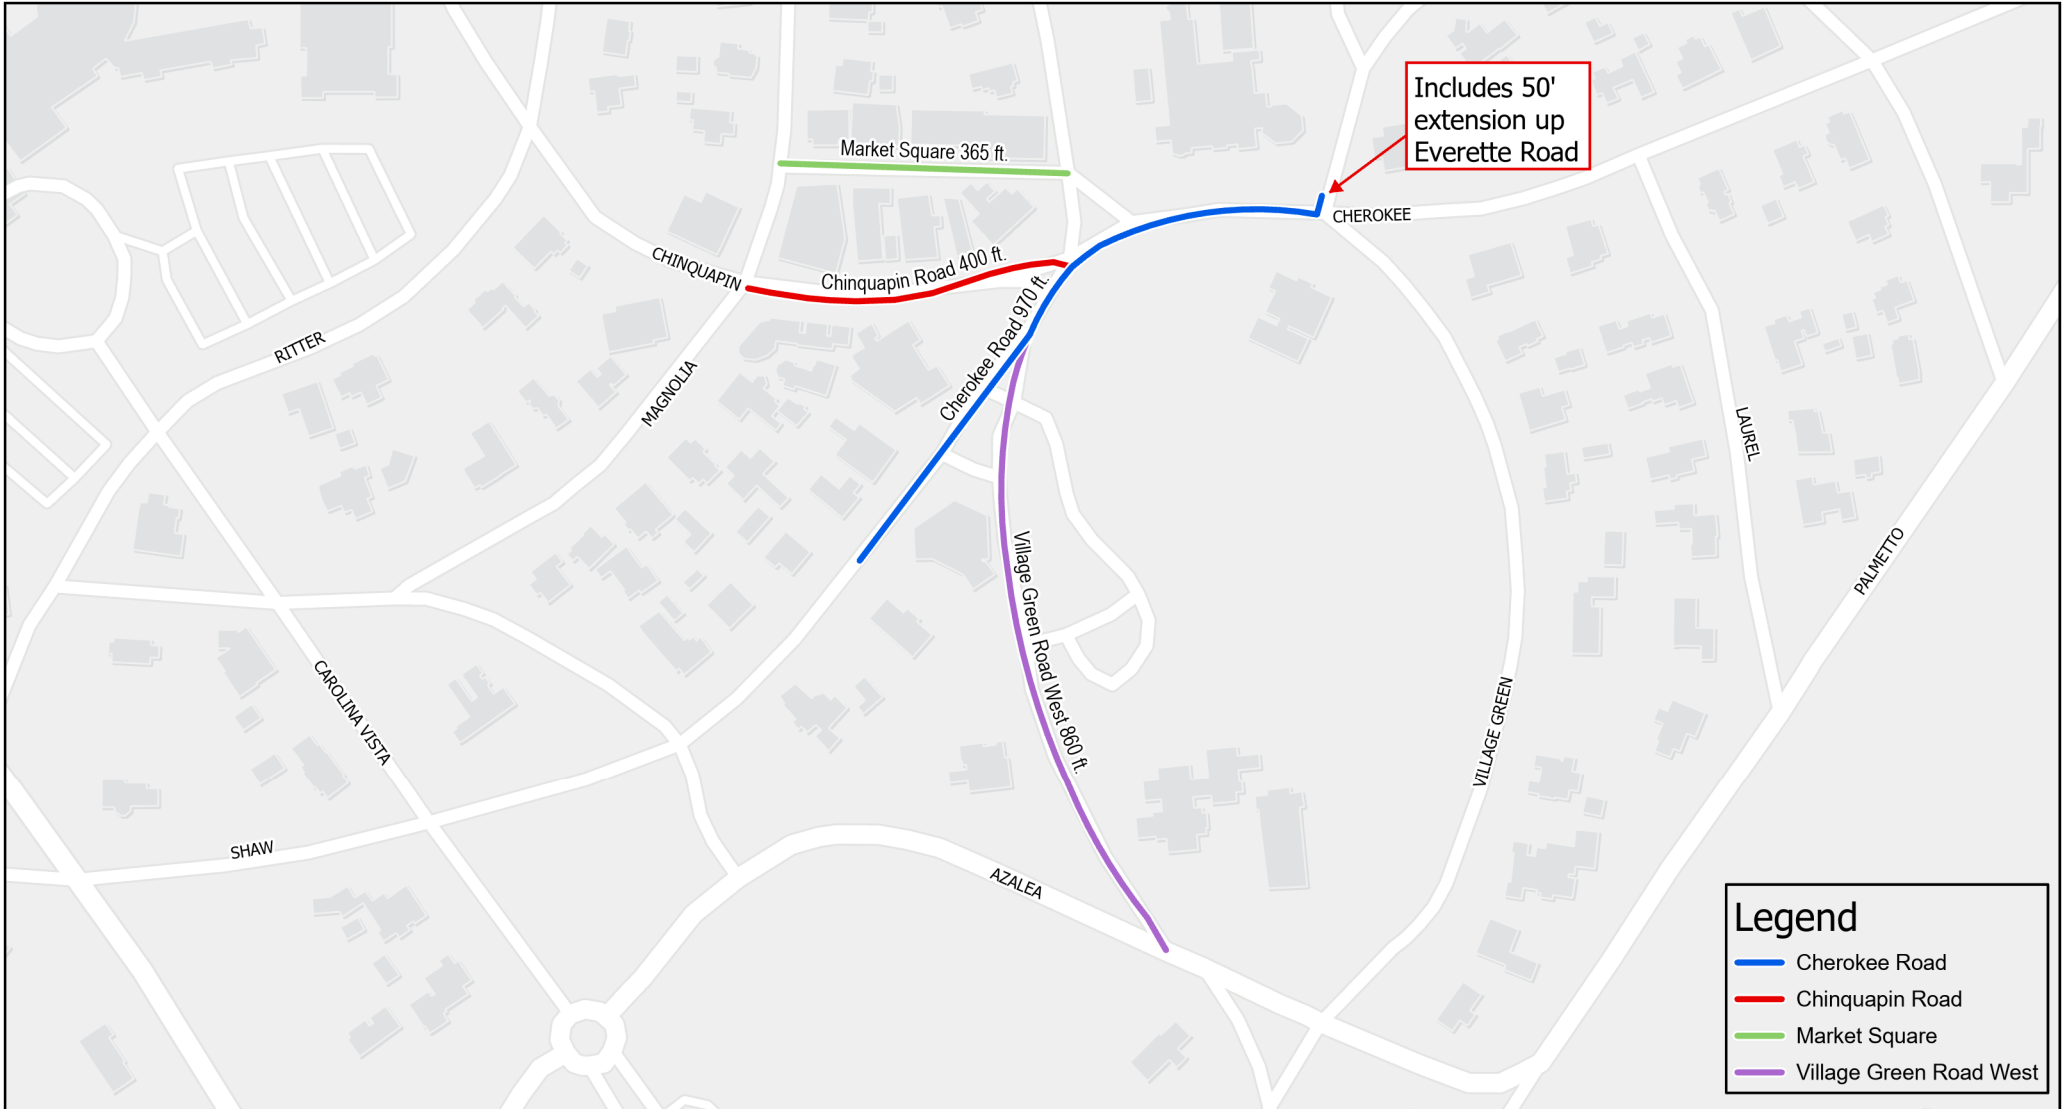 Includes 50'
extension up
Everette Road
Market Square 365 ft.
CHEROKEE
CHINQUAPIN
Chinquapin Road 400 ft.
Cherokee Road 970 ft.
RITTER
MAGNOLIA
LAUREL
PALMETTO
Village Green Road West 860 ft.
CAROLINA VISTA
VILLAGE GREEN
SHAW
AZALEA
Legend
Cherokee Road
Chinquapin Road
Market Square
Village Green Road West